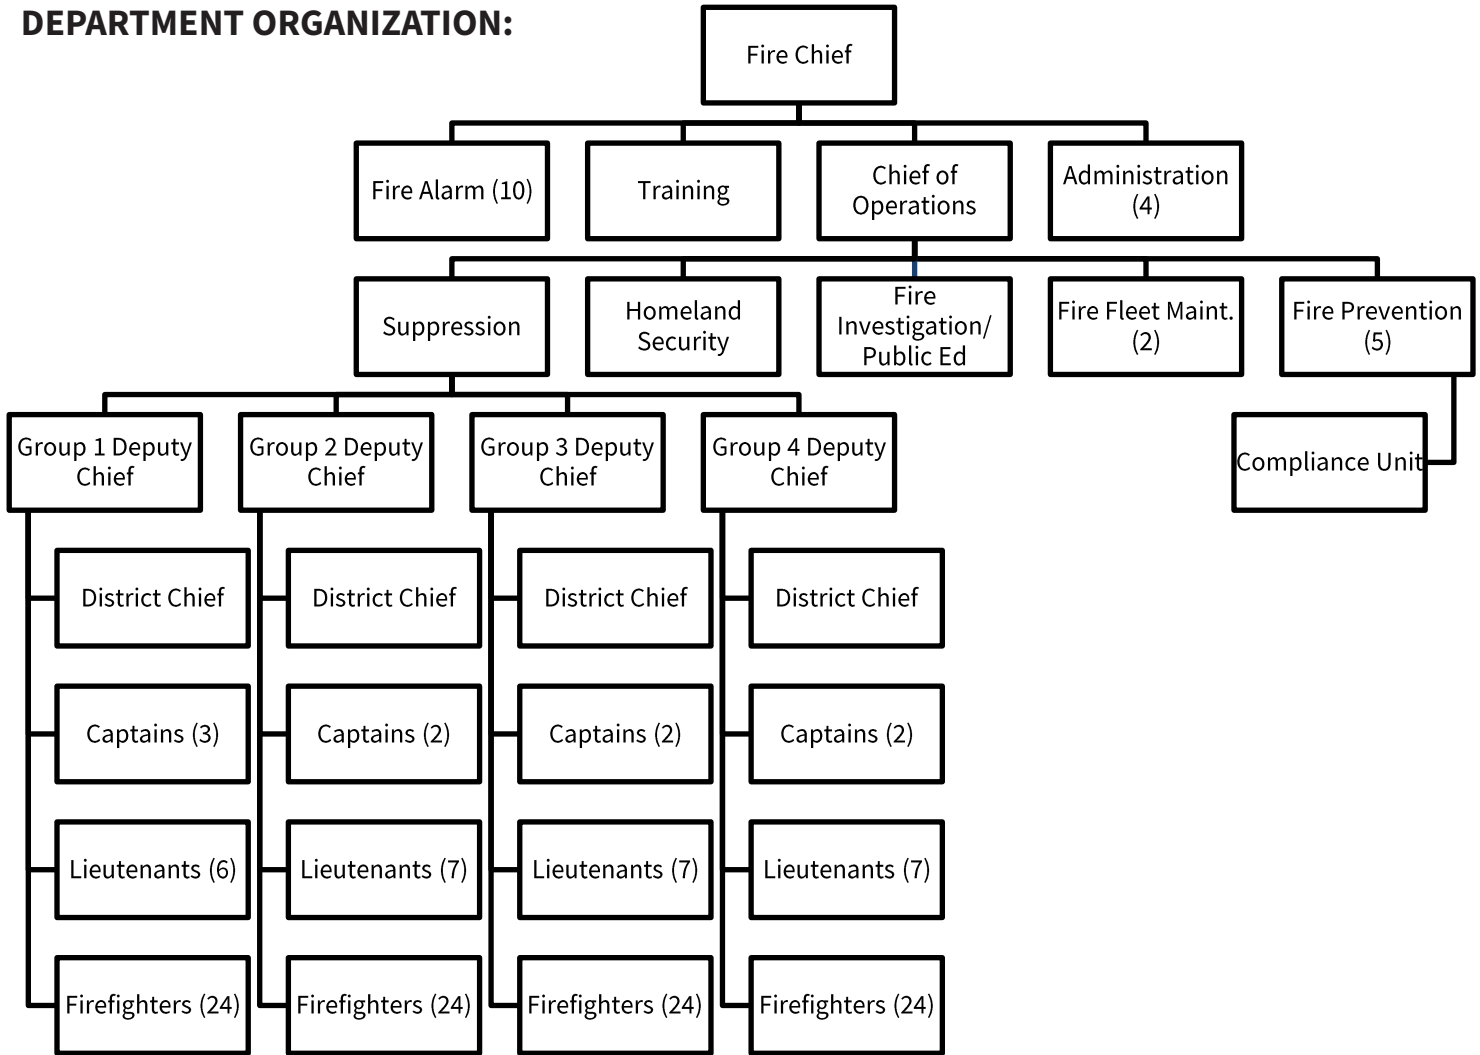 DEPARTMENT ORGANIZATION:
Fire Chief
Fire Alarm (10)
Training
Chief of
Operations
Administration
(4)
Suppression
Homeland
Security
Fire
Investigation/
Public Ed
Fire Fleet Maint.
(2)
Fire Prevention
(5)
Group 1 Deputy
Chief
Group 2 Deputy
Chief
Group 3 Deputy
Chief
Group 4 Deputy
Chief
Compliance Unit
District Chief
District Chief
District Chief
District Chief
Captains (3)
Captains (2)
Captains (2)
Captains (2)
Lieutenants (6)
Lieutenants (7)
Lieutenants (7)
Lieutenants (7)
Firefighters (24)
Firefighters (24)
Firefighters (24)
Firefighters (24)